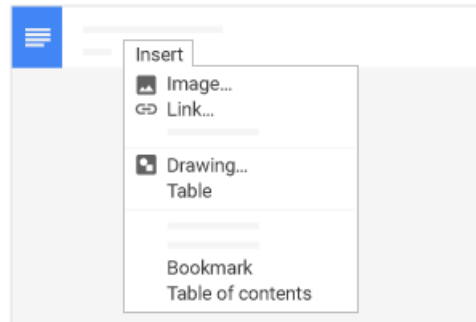 Insert
Image...
Link...
Drawing...
Table
Bookmark
Table of contents